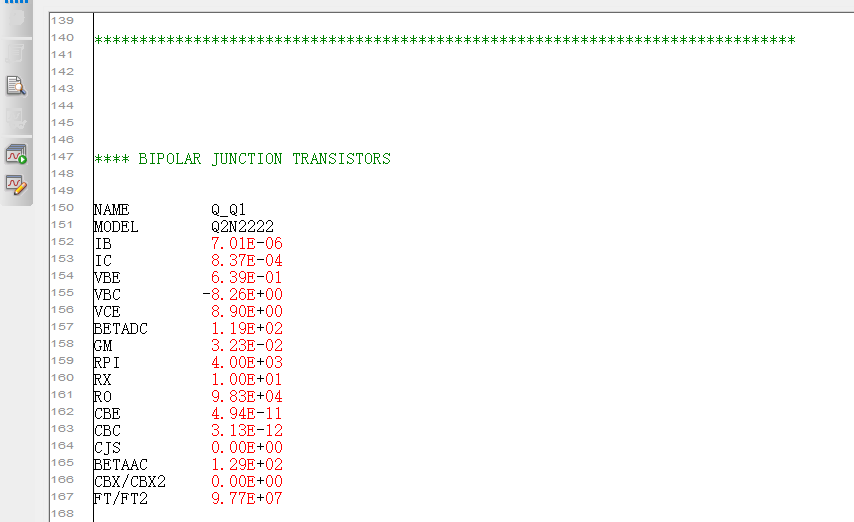 139
140 ******************************************************************************
141
142
143
144
145
146
147 **** BIPOLAR JUNCTION TRANSISTORS
148
149
150 NAME Q_Q1
151 MODEL Q2N2222
152 IB 7.01E-06
153 IC 8.37E-04
154 VBE 6.39E-01
155 VBC -8.26E+00
156 VCE 8.90E+00
157 BETADC 1.19E+02
158 GM 3.23E-02
159 RPI 4.00E+03
160 RX 1.00E+01
161 RO 9.83E+04
162 CBE 4.94E-11
163 CBC 3.13E-12
164 CJS 0.00E+00
165 BETAAC 1.29E+02
166 CBX/CBX2 0.00E+00
167 FT/FT2 9.77E+07
168